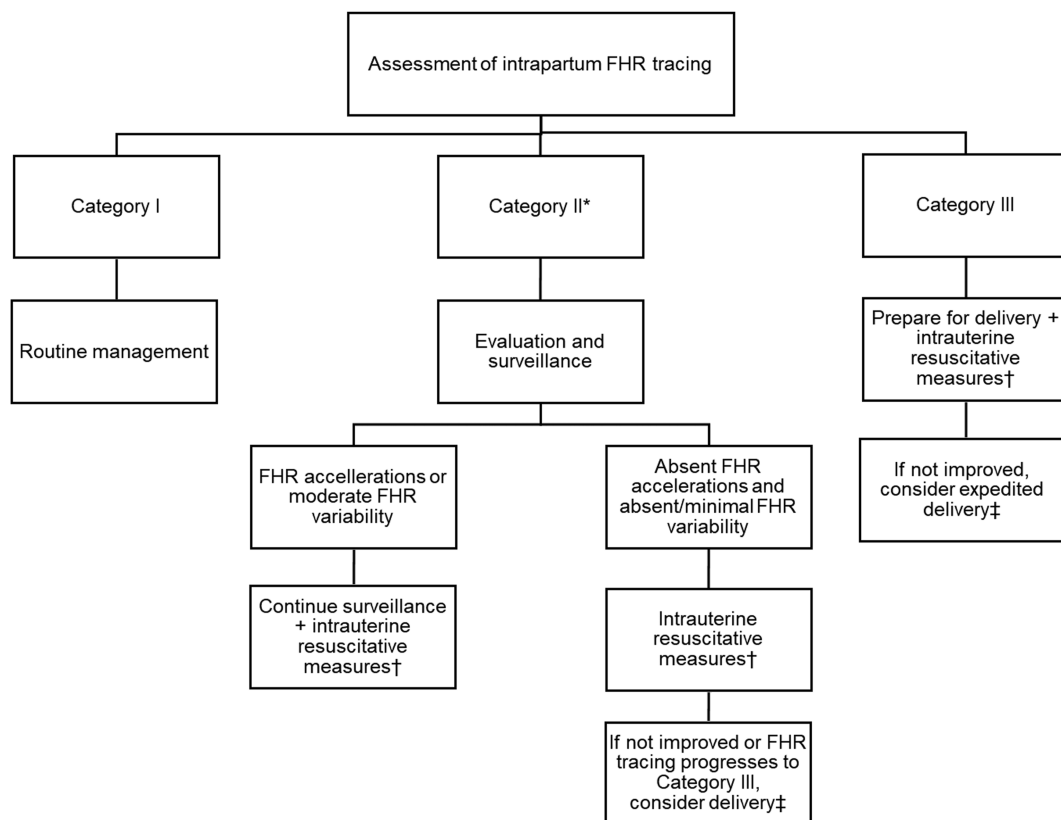 Assessment of intrapartum FHR tracing
Category I
Category II*
Category III
Routine management
Evaluation and
surveillance
Prepare for delivery +
intrauterine
resuscitative
measures†
FHR accellerations or
moderate FHR
variability
Absent FHR
accelerations and
absent/minimal FHR
variability
If not improved,
consider expedited
delivery‡
Continue surveillance
+ intrauterine
resuscitative
measures†
Intrauterine
resuscitative
measures†
If not improved or FHR
tracing progresses to
Category III,
consider delivery‡